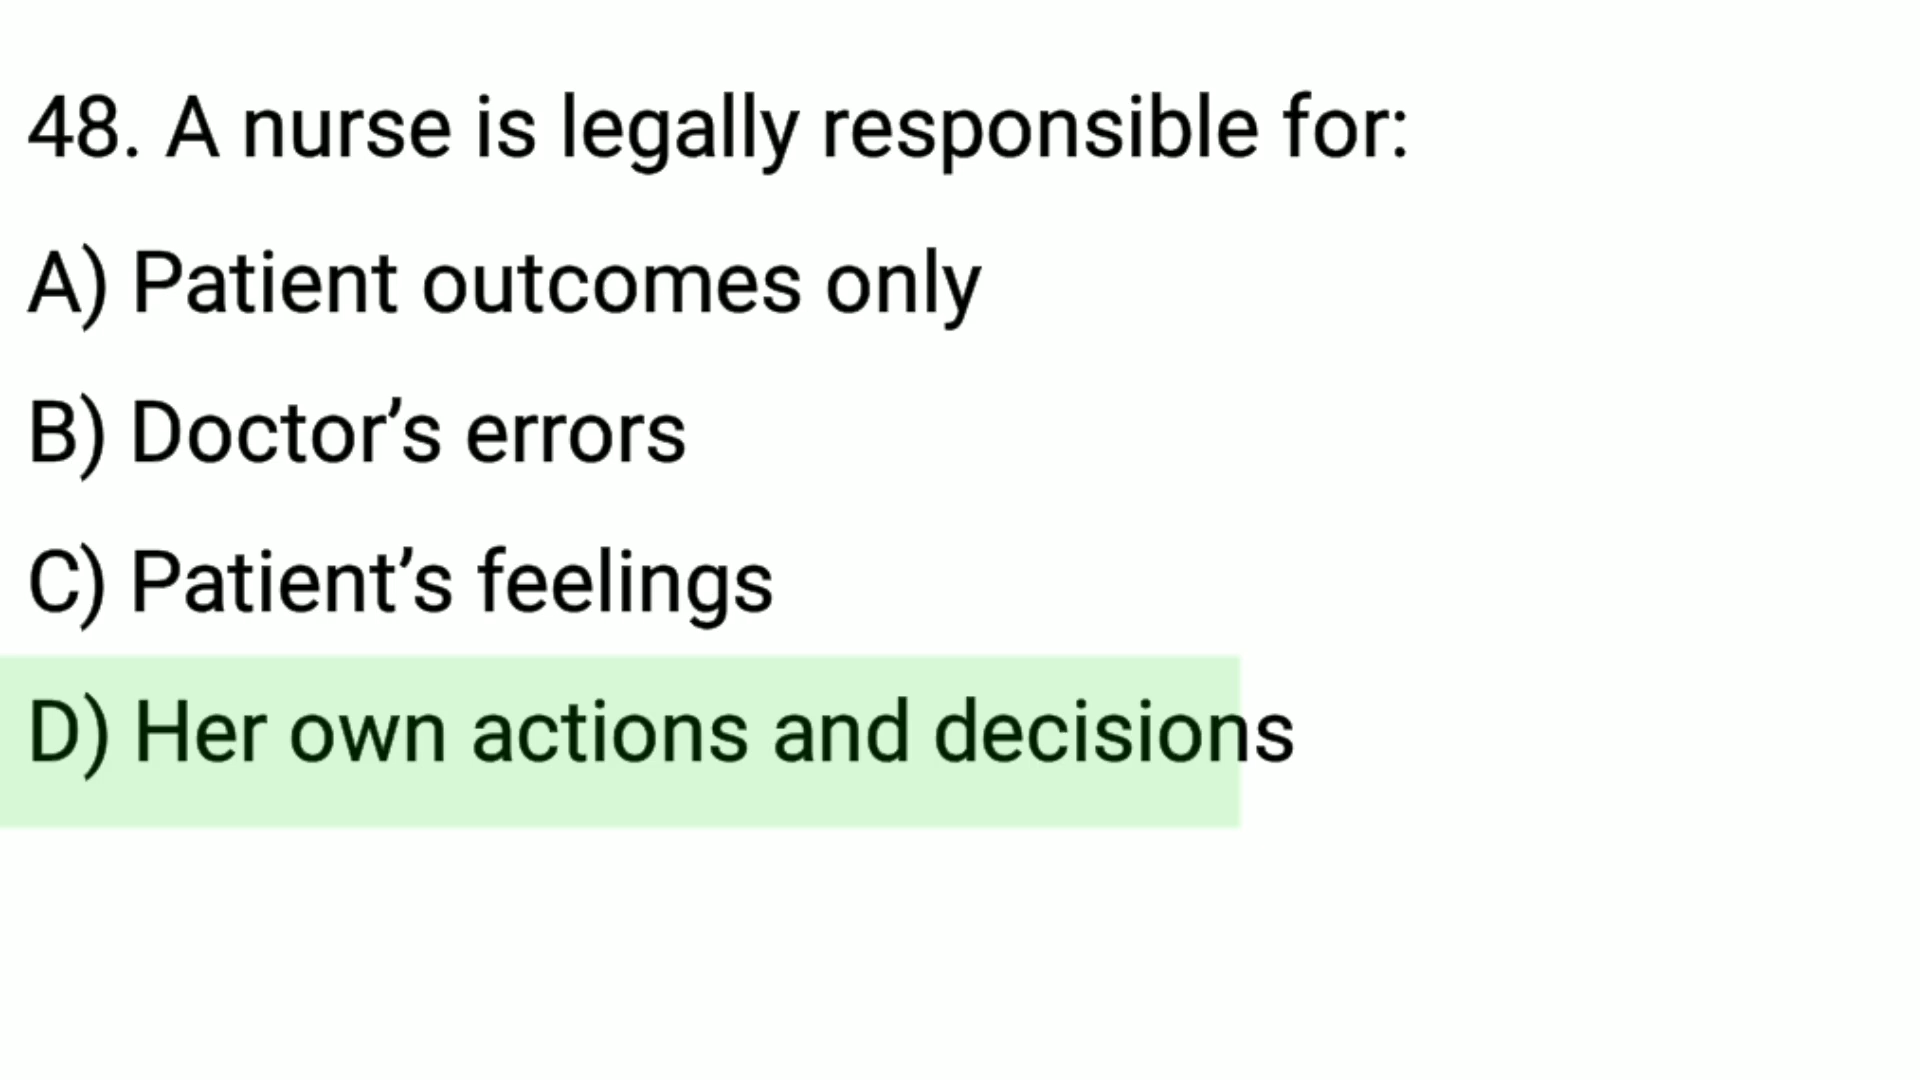 48. A nurse is legally responsible for:
A) Patient outcomes only
B) Doctor’s errors
C) Patient’s feelings
D) Her own actions and decisions